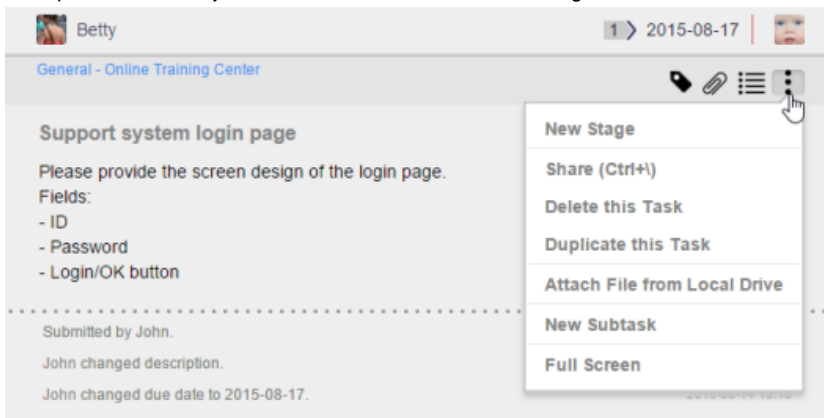 Betty
1 2015-08-17
General - Online Training Center
Support system login page
Please provide the screen design of the login page.
Fields:
- ID
- Password
- Login/OK button
Submitted by John.
John changed description.
John changed due date to 2015-08-17.
New Stage
Share (Ctrl+\)
Delete this Task
Duplicate this Task
Attach File from Local Drive
New Subtask
Full Screen